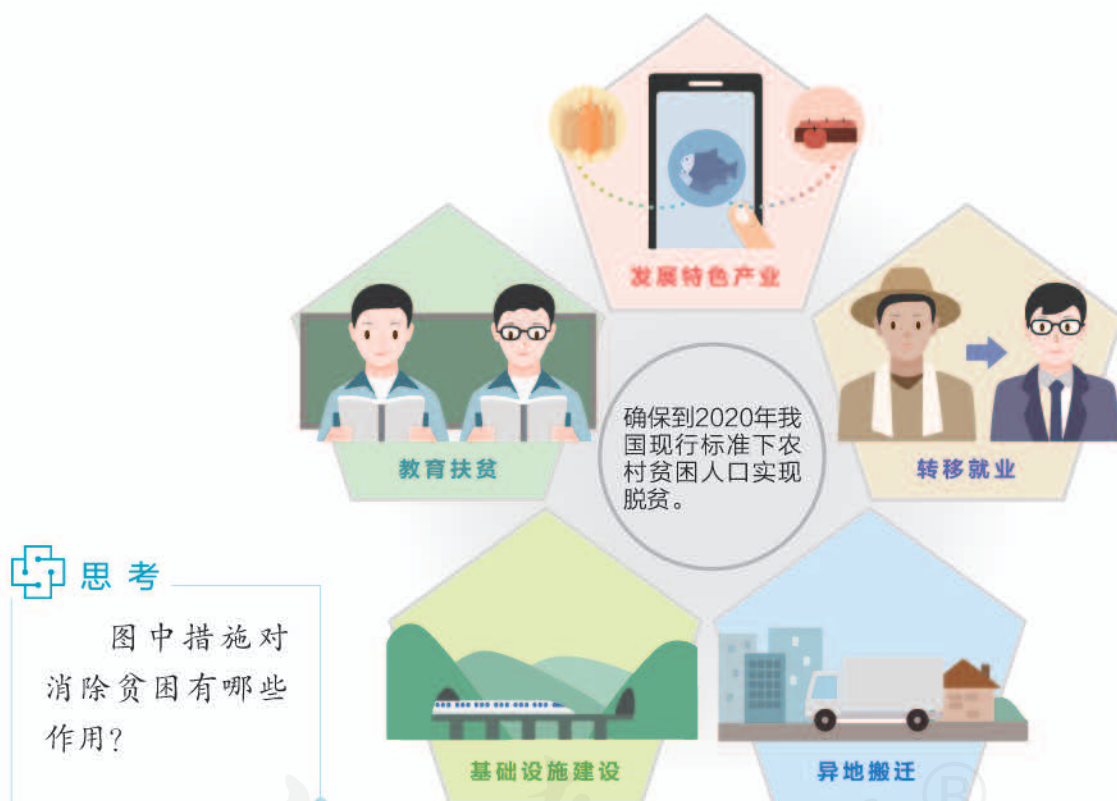 发展特色产业
教育扶贫
确保到2020年我
国现行标准下农
村贫困人口实现
脱贫。
转移就业
思考
图中措施对
消除贫困有哪些
作用？
基础设施建设
异地搬迁
®